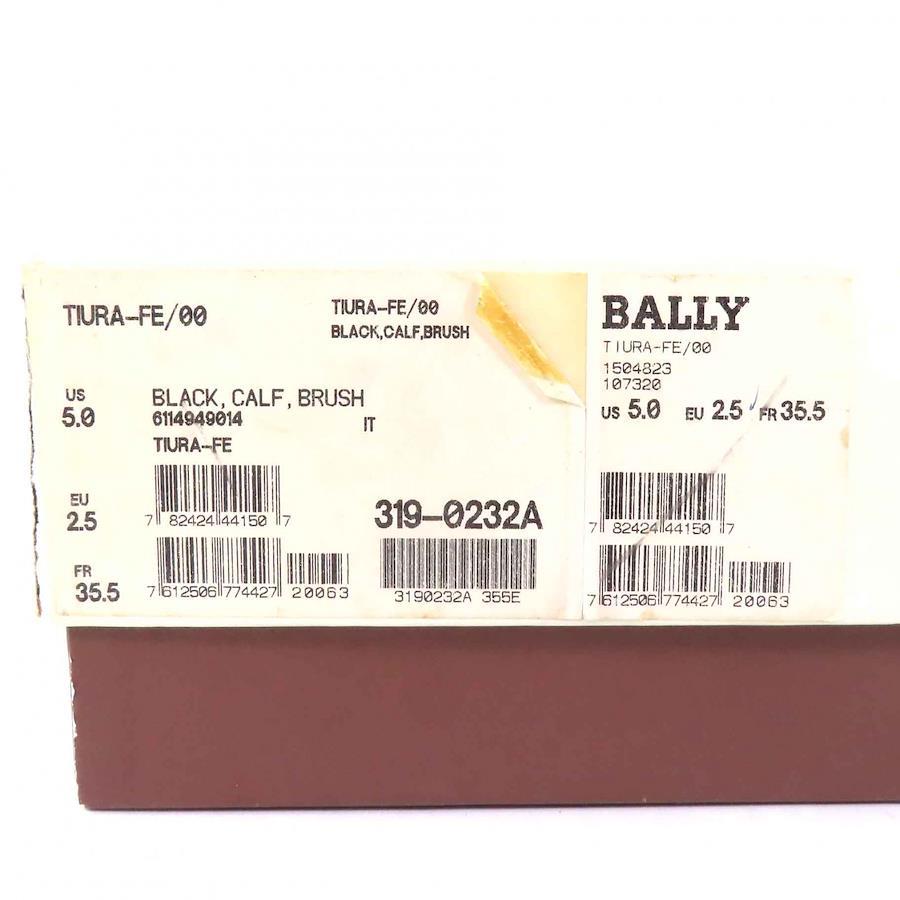 TIURA-FE/00
TIURA-FE/00
BLACK,CALF,BRUSH
US
5.0
BLACK, CALF, BRUSH
6114949014
IT
TIURA-FE
EU
2.5
7 82424 44150 7
319-0232A
FR
35.5
7 612506 774427 20063
3190232A 355E
BALLY
TIURA-FE/00
1504823
107320
US 5.0 EU 2.5 FR 35.5
7 82424 44150 7
7 612506 774427 20063